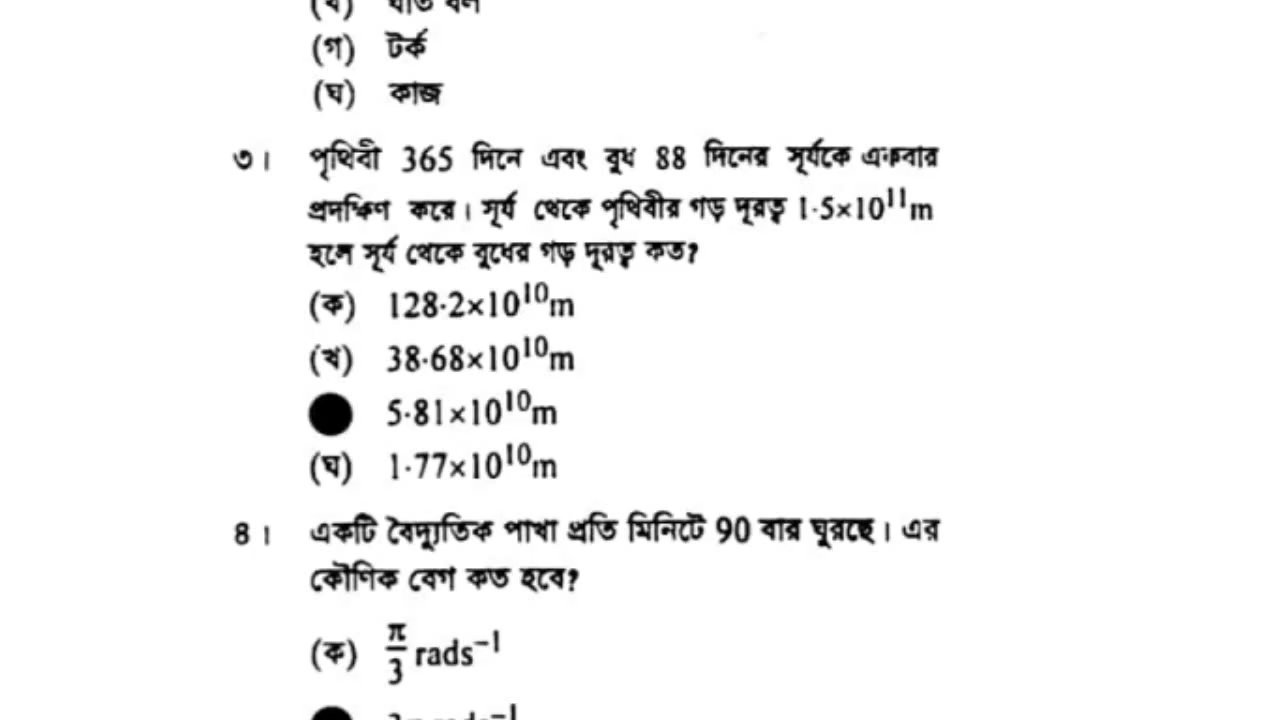 (গ) টর্ক
(ঘ) কাজ
৩। পৃথিবী 365 দিনে এবং বুধ 88 দিনের সূর্যকে একবার
প্রদক্ষিণ করে। সূর্য থেকে পৃথিবীর গড় দূরত্ব 1·5×10¹¹m
হলে সূর্য থেকে বুধের গড় দূরত্ব কত?
(ক) 128·2×10¹⁰m
(খ) 38·68×10¹⁰m
5·81×10¹⁰m
(ঘ) 1·77×10¹⁰m
৪। একটি বৈদ্যুতিক পাখা প্রতি মিনিটে 90 বার ঘুরছে। এর
কৌণিক বেগ কত হবে?
(ক) π/3 rads⁻¹